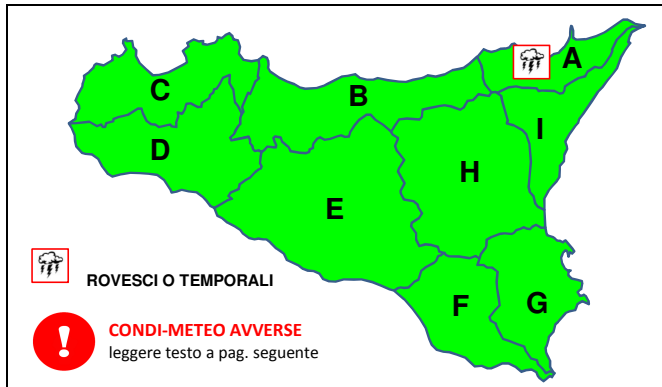 A
C
B
I
D
H
E
ROVESCI O TEMPORALI
F
G
!
CONDI-METEO AVVERSE
leggere testo a pag. seguente